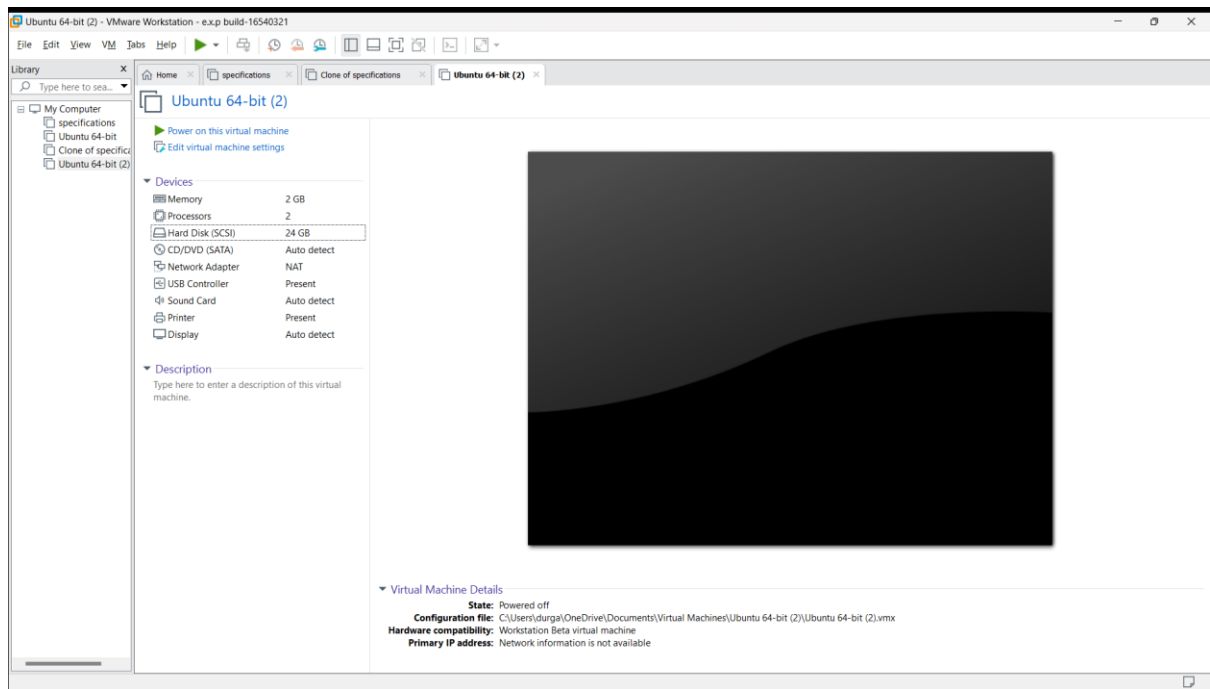 Ubuntu 64-bit (2) - VMware Workstation - e.x.p build-16540321
File Edit View VM Tabs Help
Library X
Type here to sea...
My Computer
specifications
Ubuntu 64-bit
Clone of specifica
Ubuntu 64-bit (2)
Home specifications Clone of specifications Ubuntu 64-bit (2)
Ubuntu 64-bit (2)
Power on this virtual machine
Edit virtual machine settings
Devices
Memory 2 GB
Processors 2
Hard Disk (SCSI) 24 GB
CD/DVD (SATA) Auto detect
Network Adapter NAT
USB Controller Present
Sound Card Auto detect
Printer Present
Display Auto detect
Description
Type here to enter a description of this virtual
machine.
Virtual Machine Details
State: Powered off
Configuration file: C:\Users\durga\OneDrive\Documents\Virtual Machines\Ubuntu 64-bit (2)\Ubuntu 64-bit (2).vmx
Hardware compatibility: Workstation Beta virtual machine
Primary IP address: Network information is not available